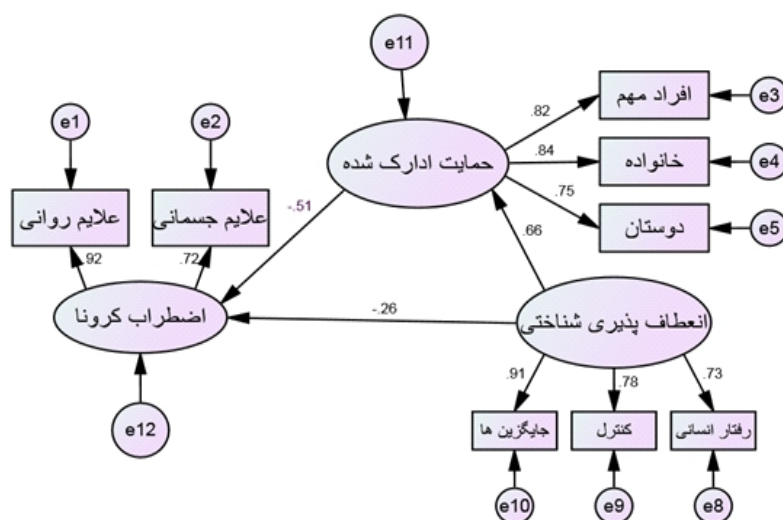 e11
e1
e2
افراد مهم
e3
.82
حمایت ادارک شده
.84
خانواده
e4
.75
دوستان
e5
علایم روانی
علایم جسمانی
-.51
.66
.92
.72
اضطراب کرونا
-.26
انعطاف پذیری شناختی
.91
.78
.73
e12
جایگزین ها
کنترل
رفتار انسانی
e10
e9
e8